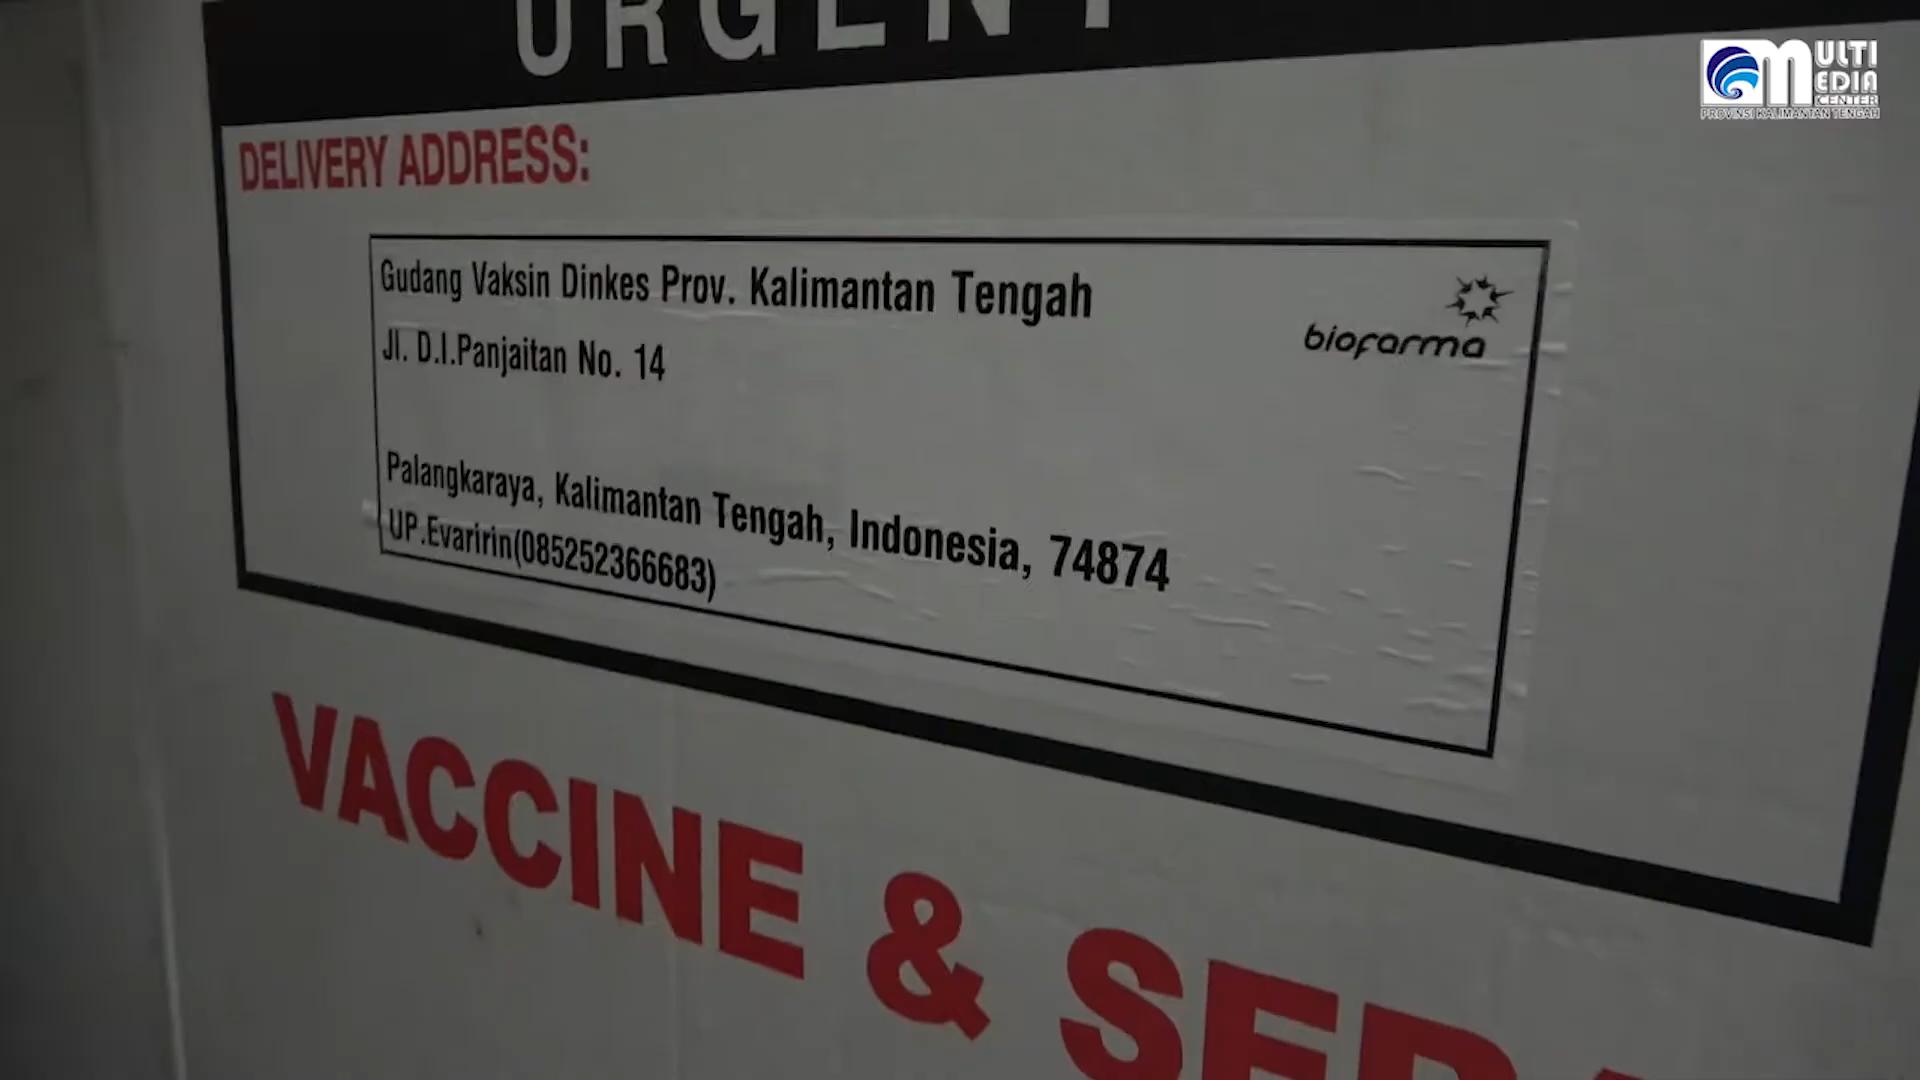 URGENT
MULTI
MEDIA
CENTER
PROVINSI KALIMANTAN TENGAH
DELIVERY ADDRESS:
Gudang Vaksin Dinkes Prov. Kalimantan Tengah
biofarma
Jl. D.I.Panjaitan No. 14
Palangkaraya, Kalimantan Tengah, Indonesia, 74874
UP.Evaririn(085252366683)
VACCINE &